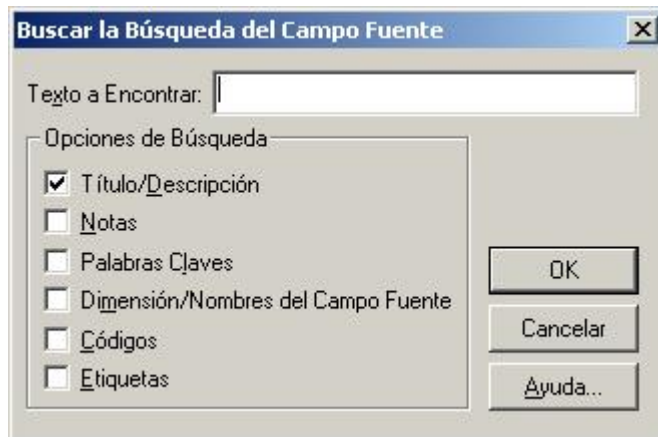 Buscar la Búsqueda del Campo Fuente
Texto a Encontrar:
Opciones de Búsqueda
Título/Descripción
Notas
Palabras Claves
Dimensión/Nombres del Campo Fuente
Códigos
Etiquetas
OK
Cancelar
Ayuda...